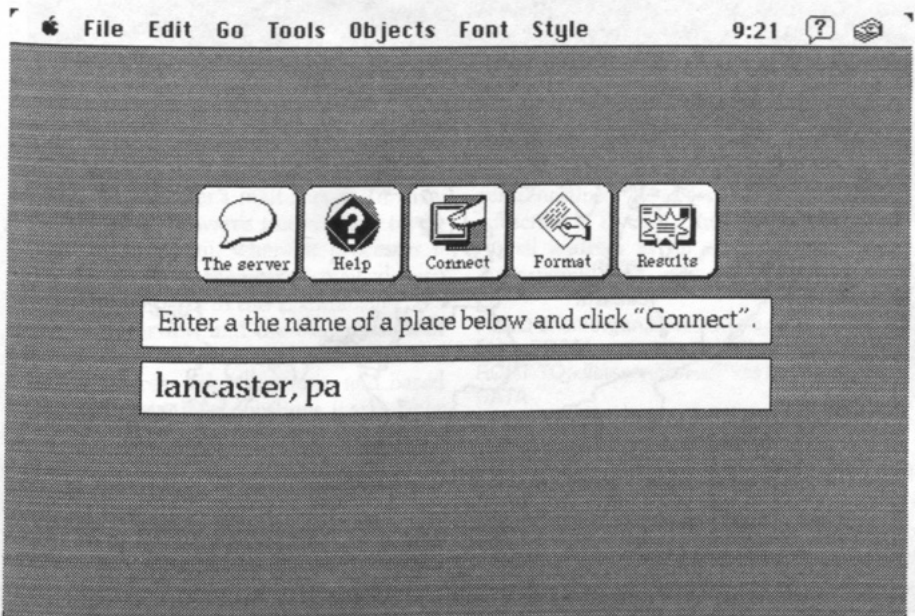 File Edit Go Tools Objects Font Style 9:21
The server Help Connect Format Results
Enter a the name of a place below and click “Connect”.
lancaster, pa